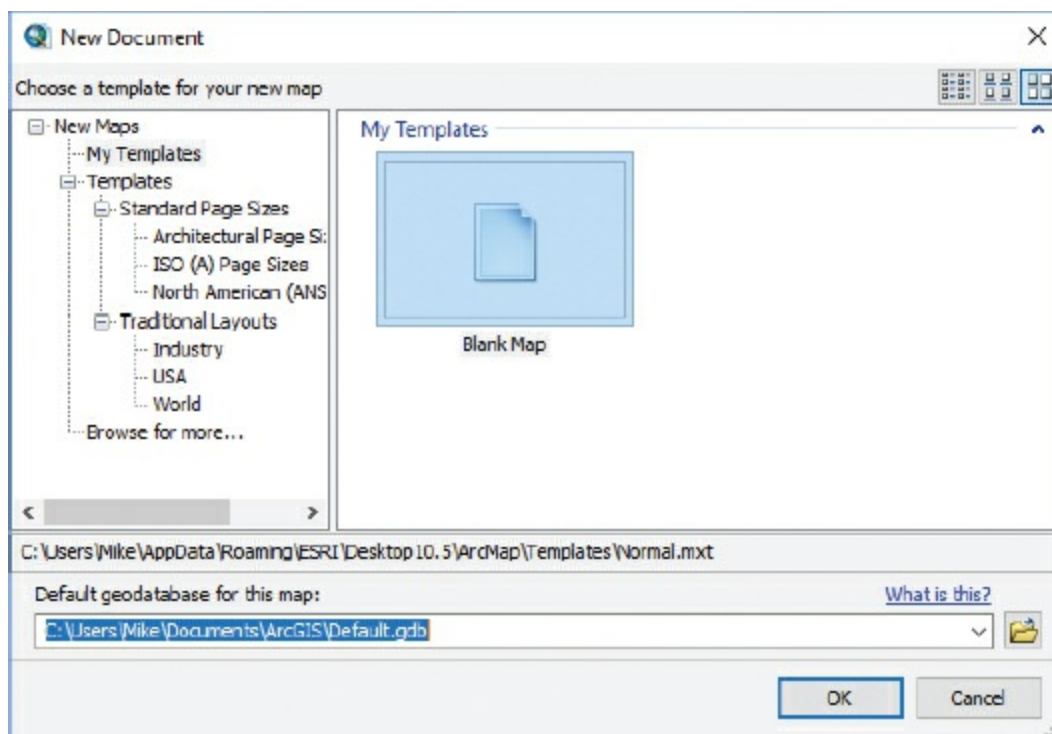 New Document
Choose a template for your new map
New Maps
My Templates
Templates
Standard Page Sizes
Architectural Page Si
ISO (A) Page Sizes
North American (ANS
Traditional Layouts
Industry
USA
World
Browse for more...
My Templates
Blank Map
C:\Users\Mike\AppData\Roaming\ESRI\Desktop10.5\ArcMap\Templates\Normal.mxt
Default geodatabase for this map:
What is this?
C:\Users\Mike\Documents\ArcGIS\Default.gdb
OK
Cancel